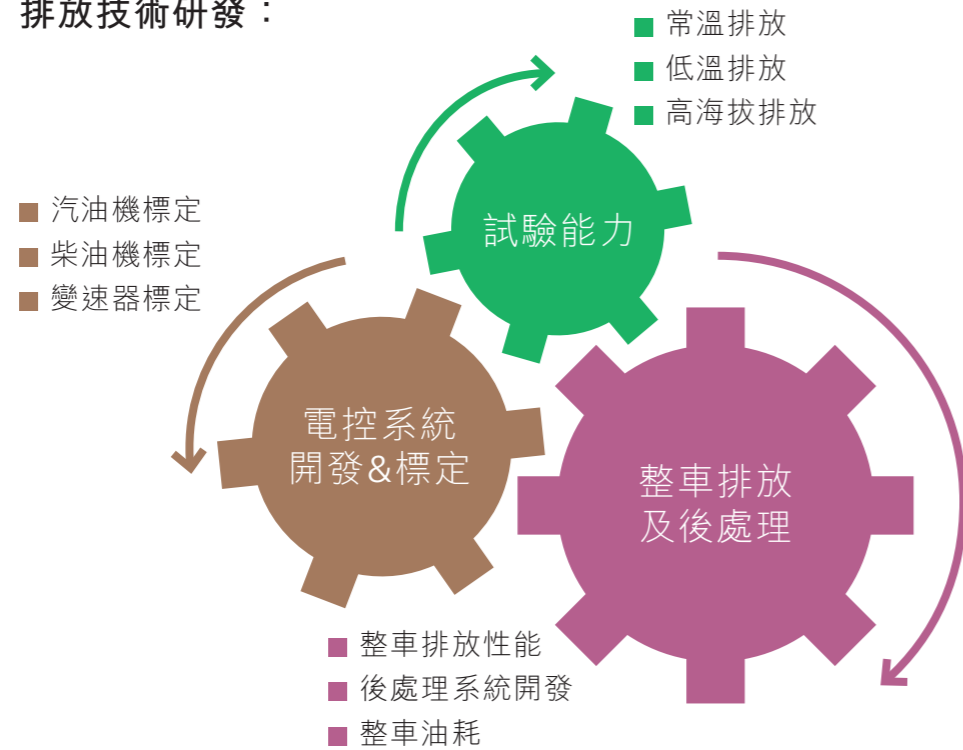 排放技術研發：
常溫排放
低溫排放
高海拔排放
試驗能力
汽油機標定
柴油機標定
變速器標定
電控系統
開發&標定
整車排放
及後處理
整車排放性能
後處理系統開發
整車油耗